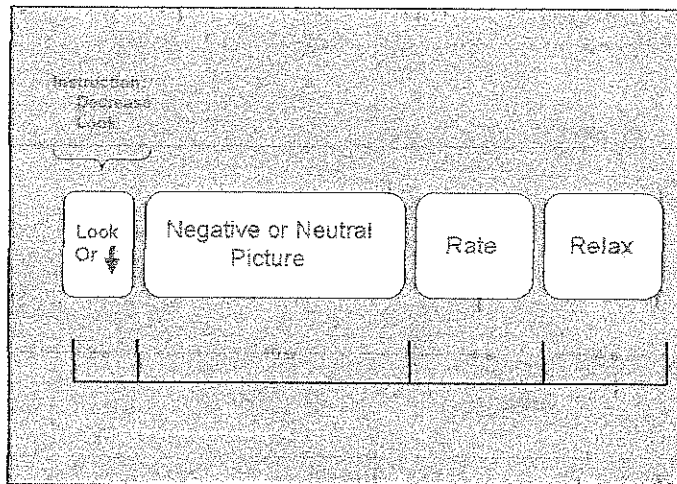 Instruction:
Decrease
Look
Look
Or
Negative or Neutral
Picture
Rate
Relax